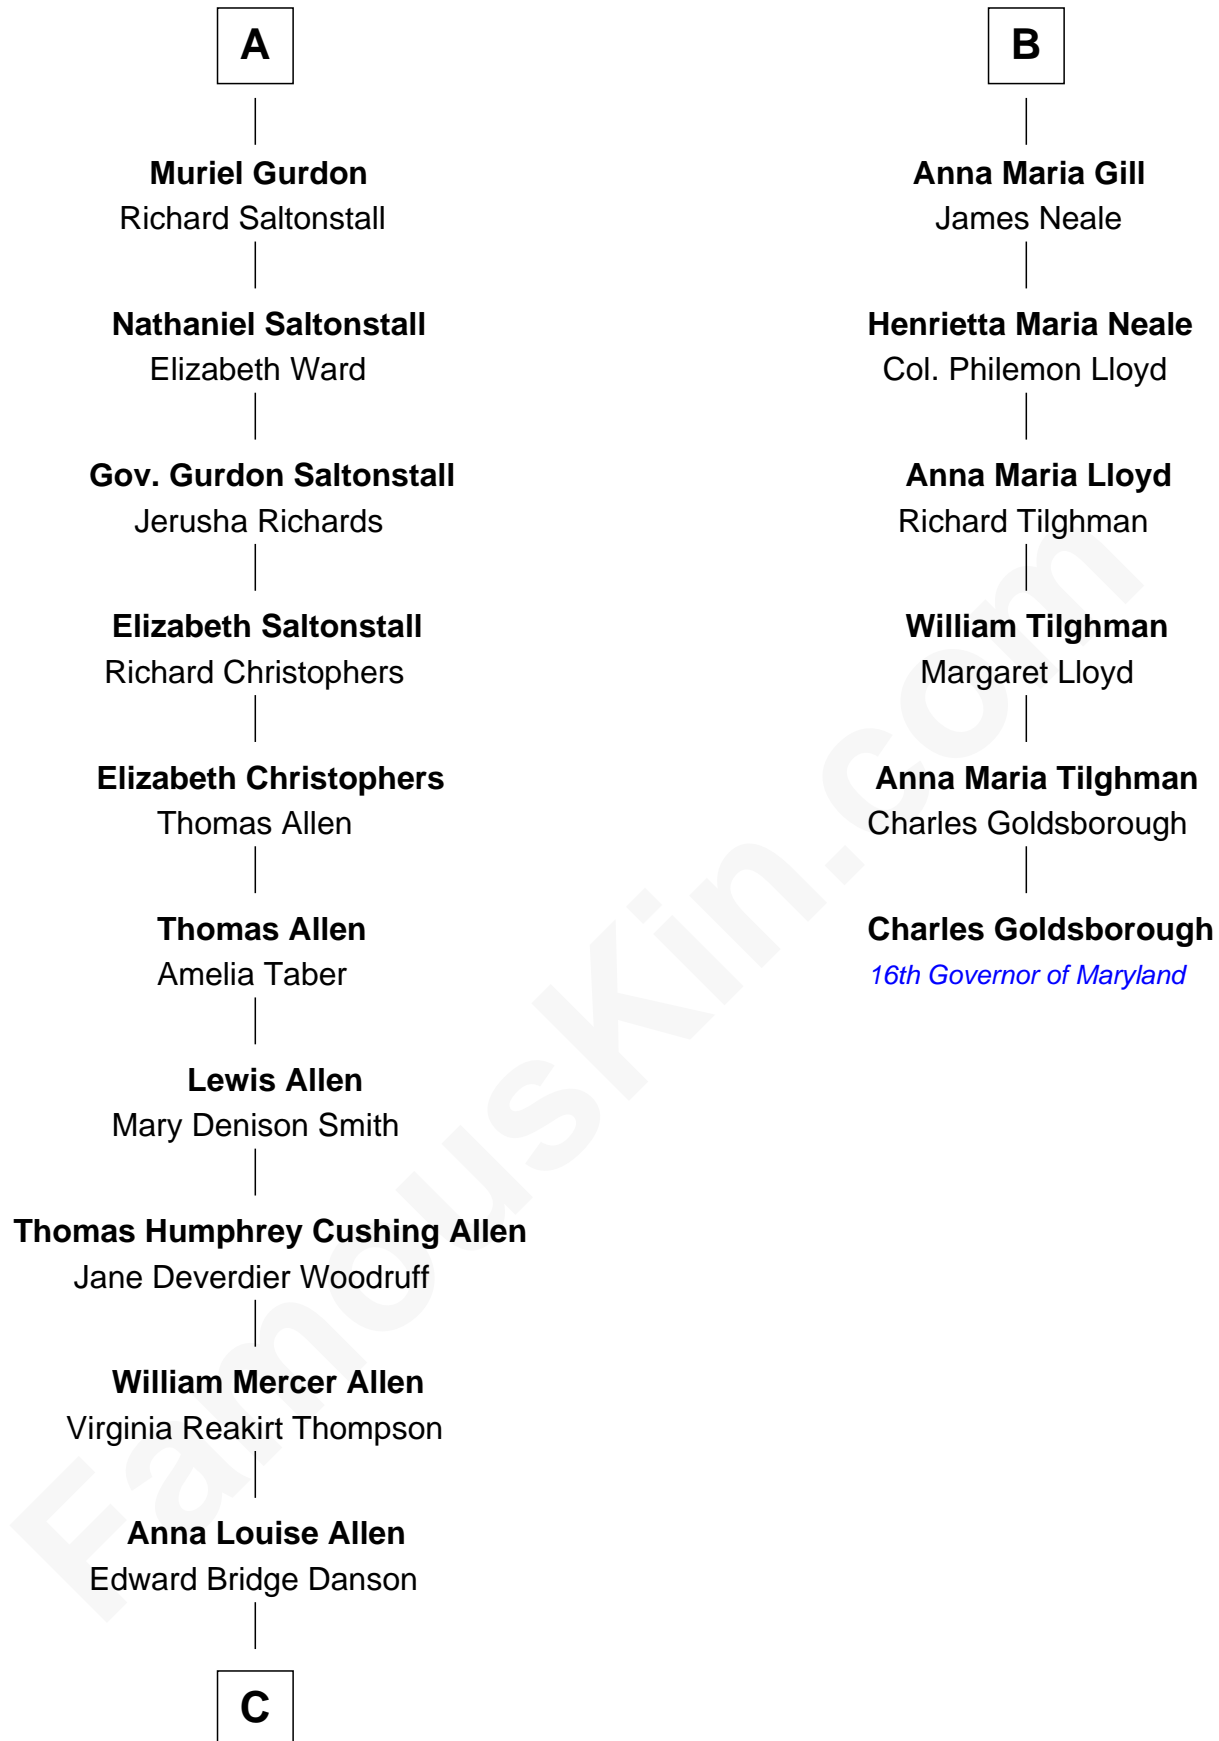 A
Muriel Gurdon
Richard Saltonstall
Nathaniel Saltonstall
Elizabeth Ward
Gov. Gurdon Saltonstall
Jerusha Richards
Elizabeth Saltonstall
Richard Christophers
Elizabeth Christophers
Thomas Allen
Thomas Allen
Amelia Taber
Lewis Allen
Mary Denison Smith
Thomas Humphrey Cushing Allen
Jane Deverdier Woodruff
William Mercer Allen
Virginia Reakirt Thompson
Anna Louise Allen
Edward Bridge Danson
C
B
Anna Maria Gill
James Neale
Henrietta Maria Neale
Col. Philemon Lloyd
Anna Maria Lloyd
Richard Tilghman
William Tilghman
Margaret Lloyd
Anna Maria Tilghman
Charles Goldsborough
Charles Goldsborough
16th Governor of Maryland
FamousKin.com